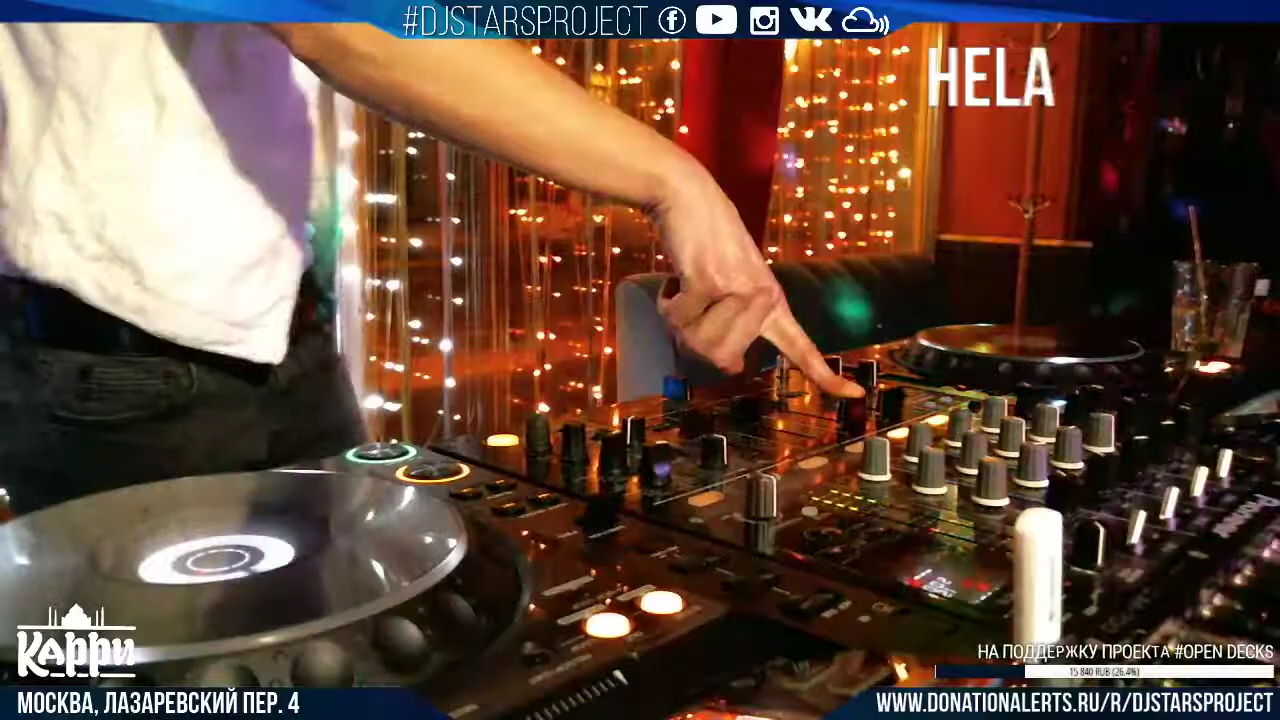 #DJSTARSPROJECT
HELA
Карри
МОСКВА, ЛАЗАРЕВСКИЙ ПЕР. 4
НА ПОДДЕРЖКУ ПРОЕКТА #OPEN DECKS
15 840 RUB (26.4%)
WWW.DONATIONALERTS.RU/R/DJSTARSPROJECT
Pioneer